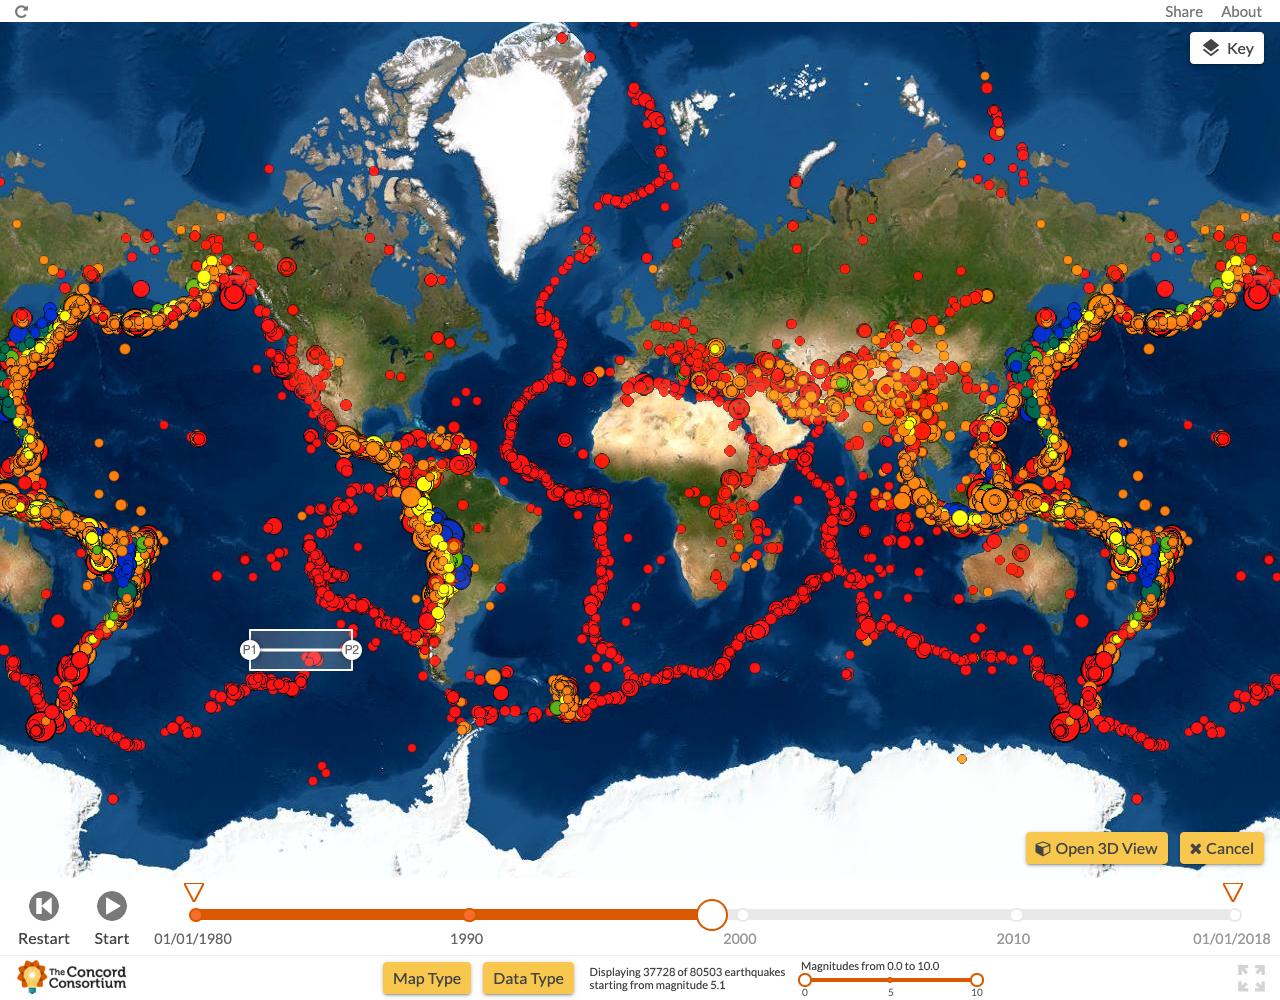 Share About
Key
P1 P2
Open 3D View Cancel
Restart Start 01/01/1980 1990 2000 2010 01/01/2018
The Concord
Consortium
Map Type Data Type
Displaying 37728 of 80503 earthquakes
starting from magnitude 5.1
Magnitudes from 0.0 to 10.0
0 5 10